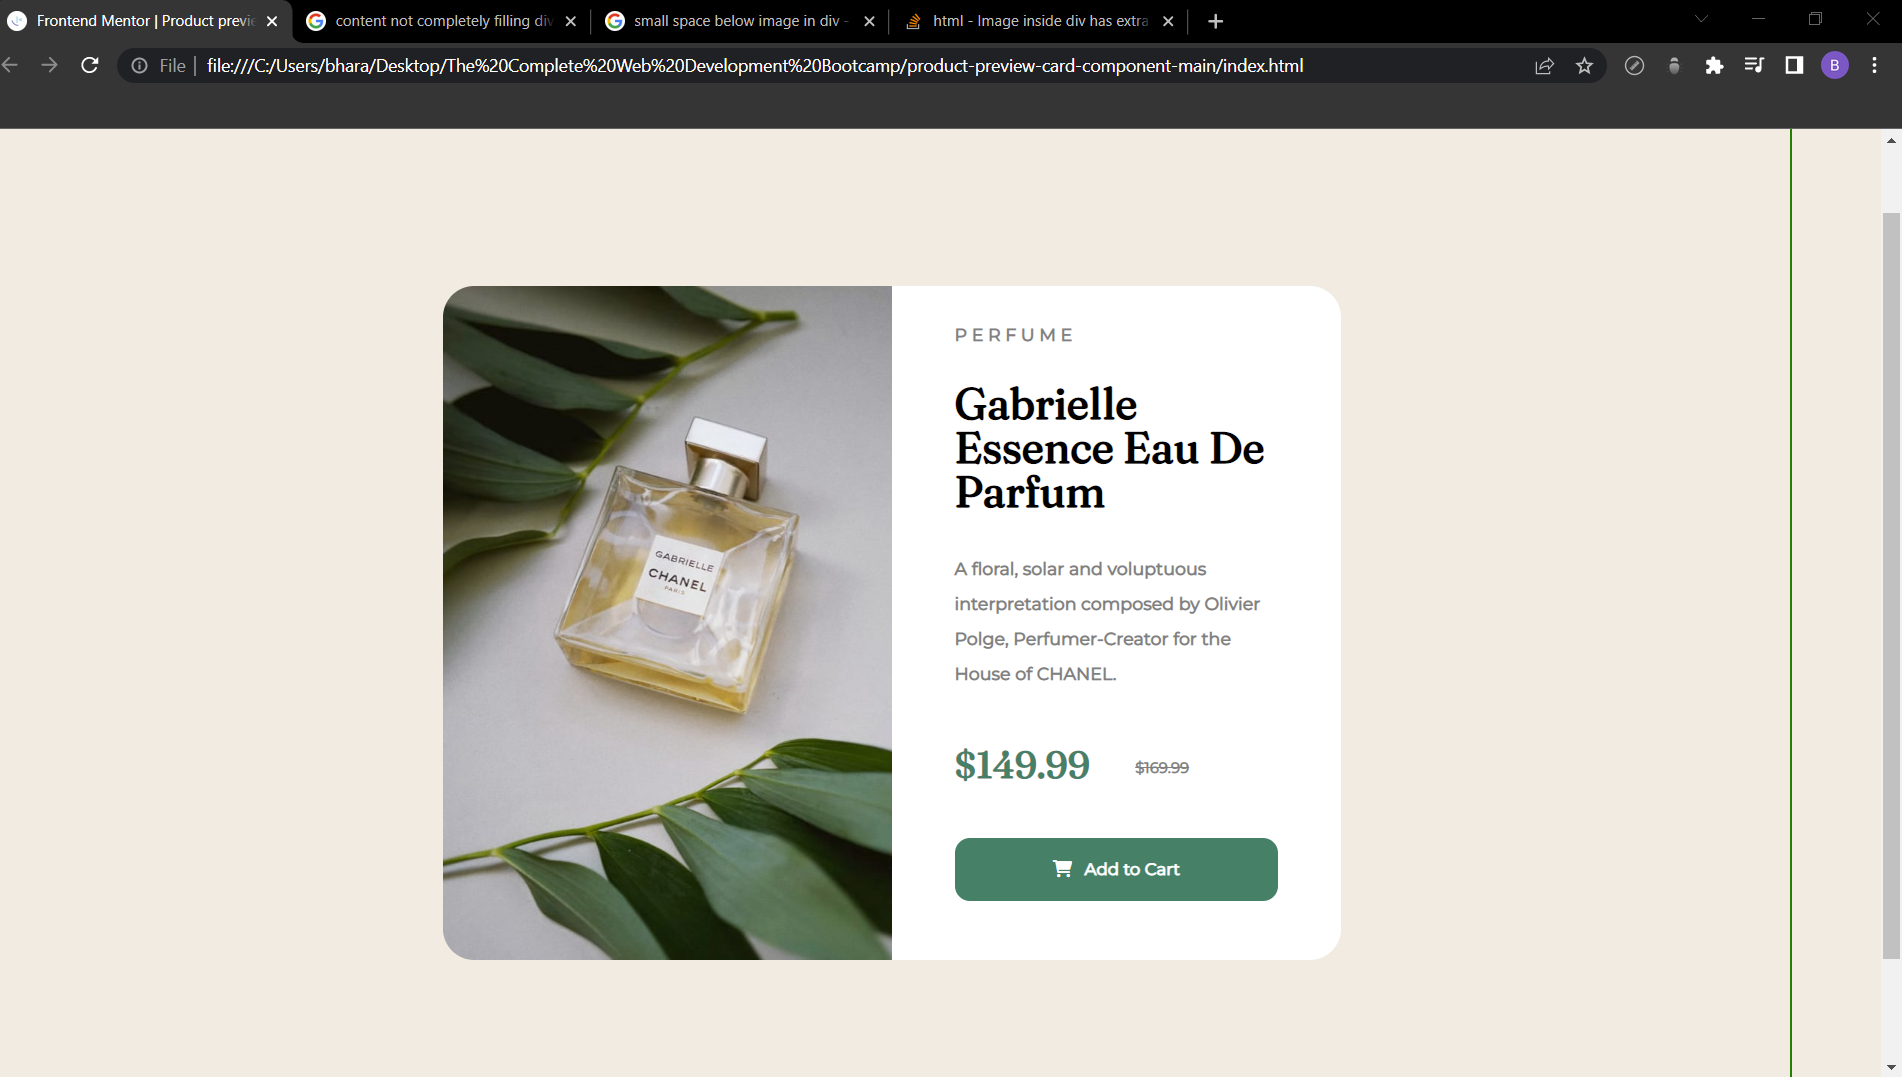 Frontend Mentor | Product previe
content not completely filling div
small space below image in div -
html - Image inside div has extra
File
file:///C:/Users/bhara/Desktop/The%20Complete%20Web%20Development%20Bootcamp/product-preview-card-component-main/index.html
B
PERFUME
Gabrielle
Essence Eau De
Parfum
A floral, solar and voluptuous
interpretation composed by Olivier
Polge, Perfumer-Creator for the
House of CHANEL.
$149.99
$169.99
Add to Cart
GABRIELLE
CHANEL
PARIS